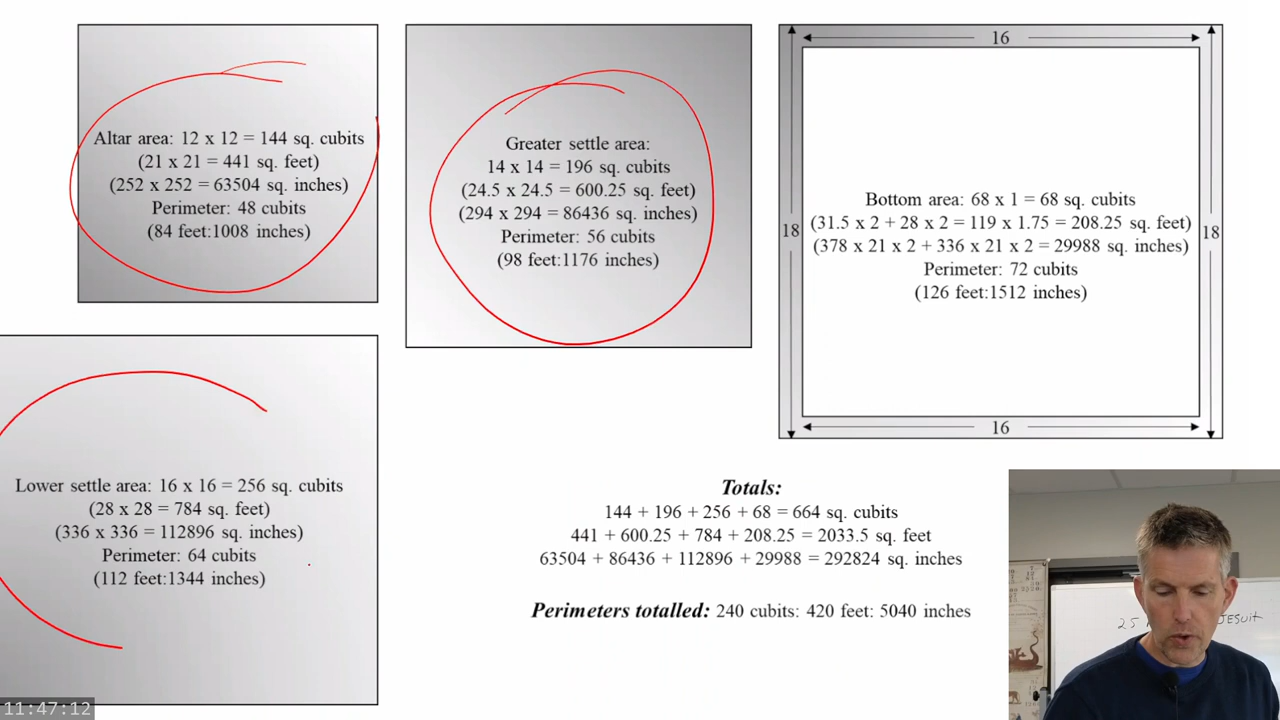 Altar area: 12 x 12 = 144 sq. cubits
(21 x 21 = 441 sq. feet)
(252 x 252 = 63504 sq. inches)
Perimeter: 48 cubits
(84 feet:1008 inches)
Greater settle area:
14 x 14 = 196 sq. cubits
(24.5 x 24.5 = 600.25 sq. feet)
(294 x 294 = 86436 sq. inches)
Perimeter: 56 cubits
(98 feet:1176 inches)
16
18
Bottom area: 68 x 1 = 68 sq. cubits
(31.5 x 2 + 28 x 2 = 119 x 1.75 = 208.25 sq. feet)
(378 x 21 x 2 + 336 x 21 x 2 = 29988 sq. inches)
Perimeter: 72 cubits
(126 feet:1512 inches)
18
16
Lower settle area: 16 x 16 = 256 sq. cubits
(28 x 28 = 784 sq. feet)
(336 x 336 = 112896 sq. inches)
Perimeter: 64 cubits
(112 feet:1344 inches)
Totals:
144 + 196 + 256 + 68 = 664 sq. cubits
441 + 600.25 + 784 + 208.25 = 2033.5 sq. feet
63504 + 86436 + 112896 + 29988 = 292824 sq. inches
Perimeters totalled: 240 cubits: 420 feet: 5040 inches
25
JESUIT
11:47:12